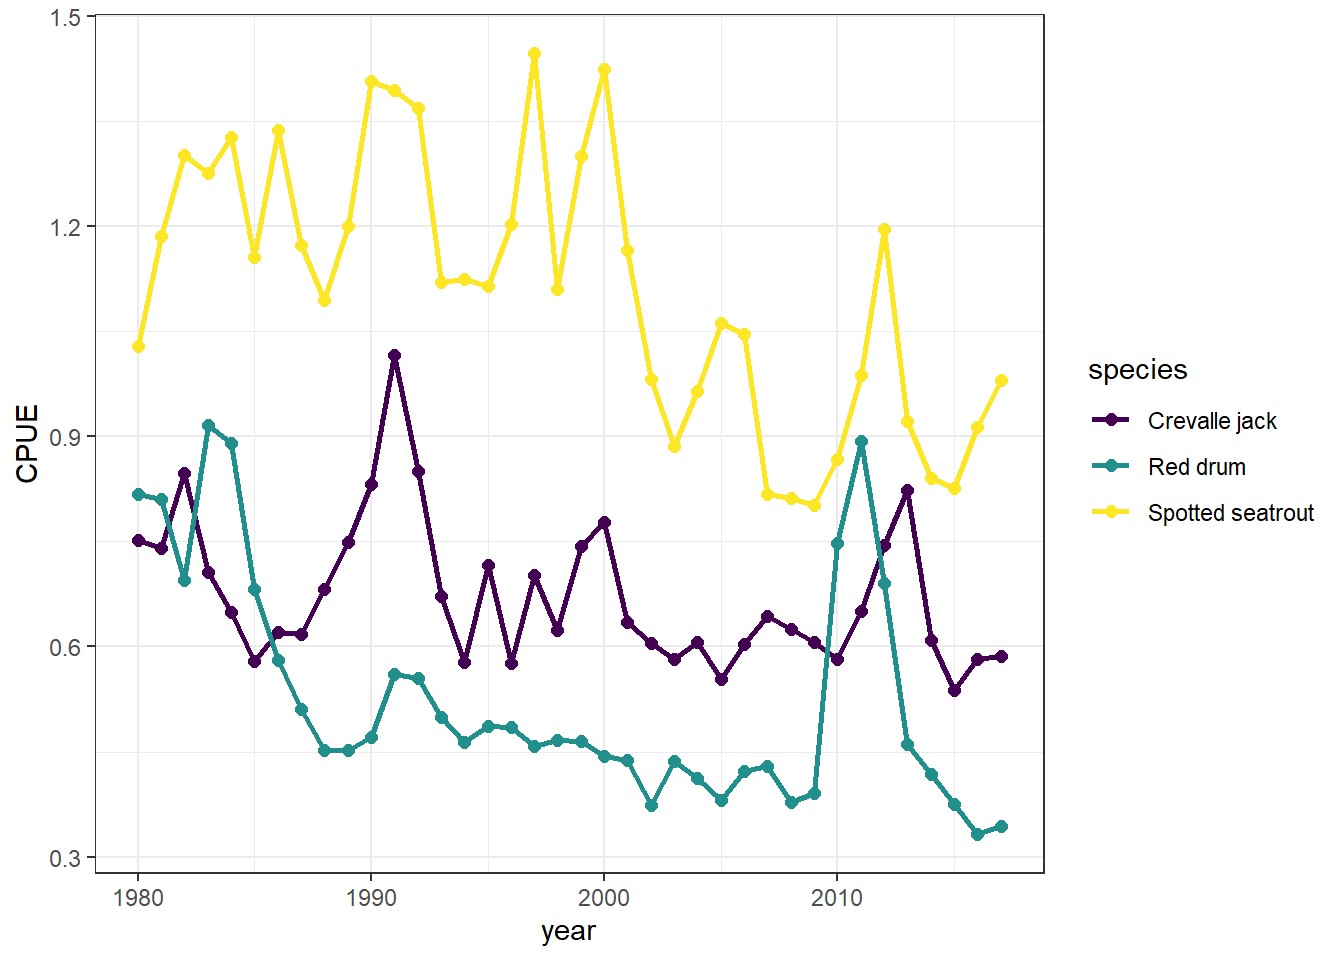 1.5
1.2
0.9
0.6
0.3
CPUE
1980
1990
2000
2010
year
species
Crevalle jack
Red drum
Spotted seatrout